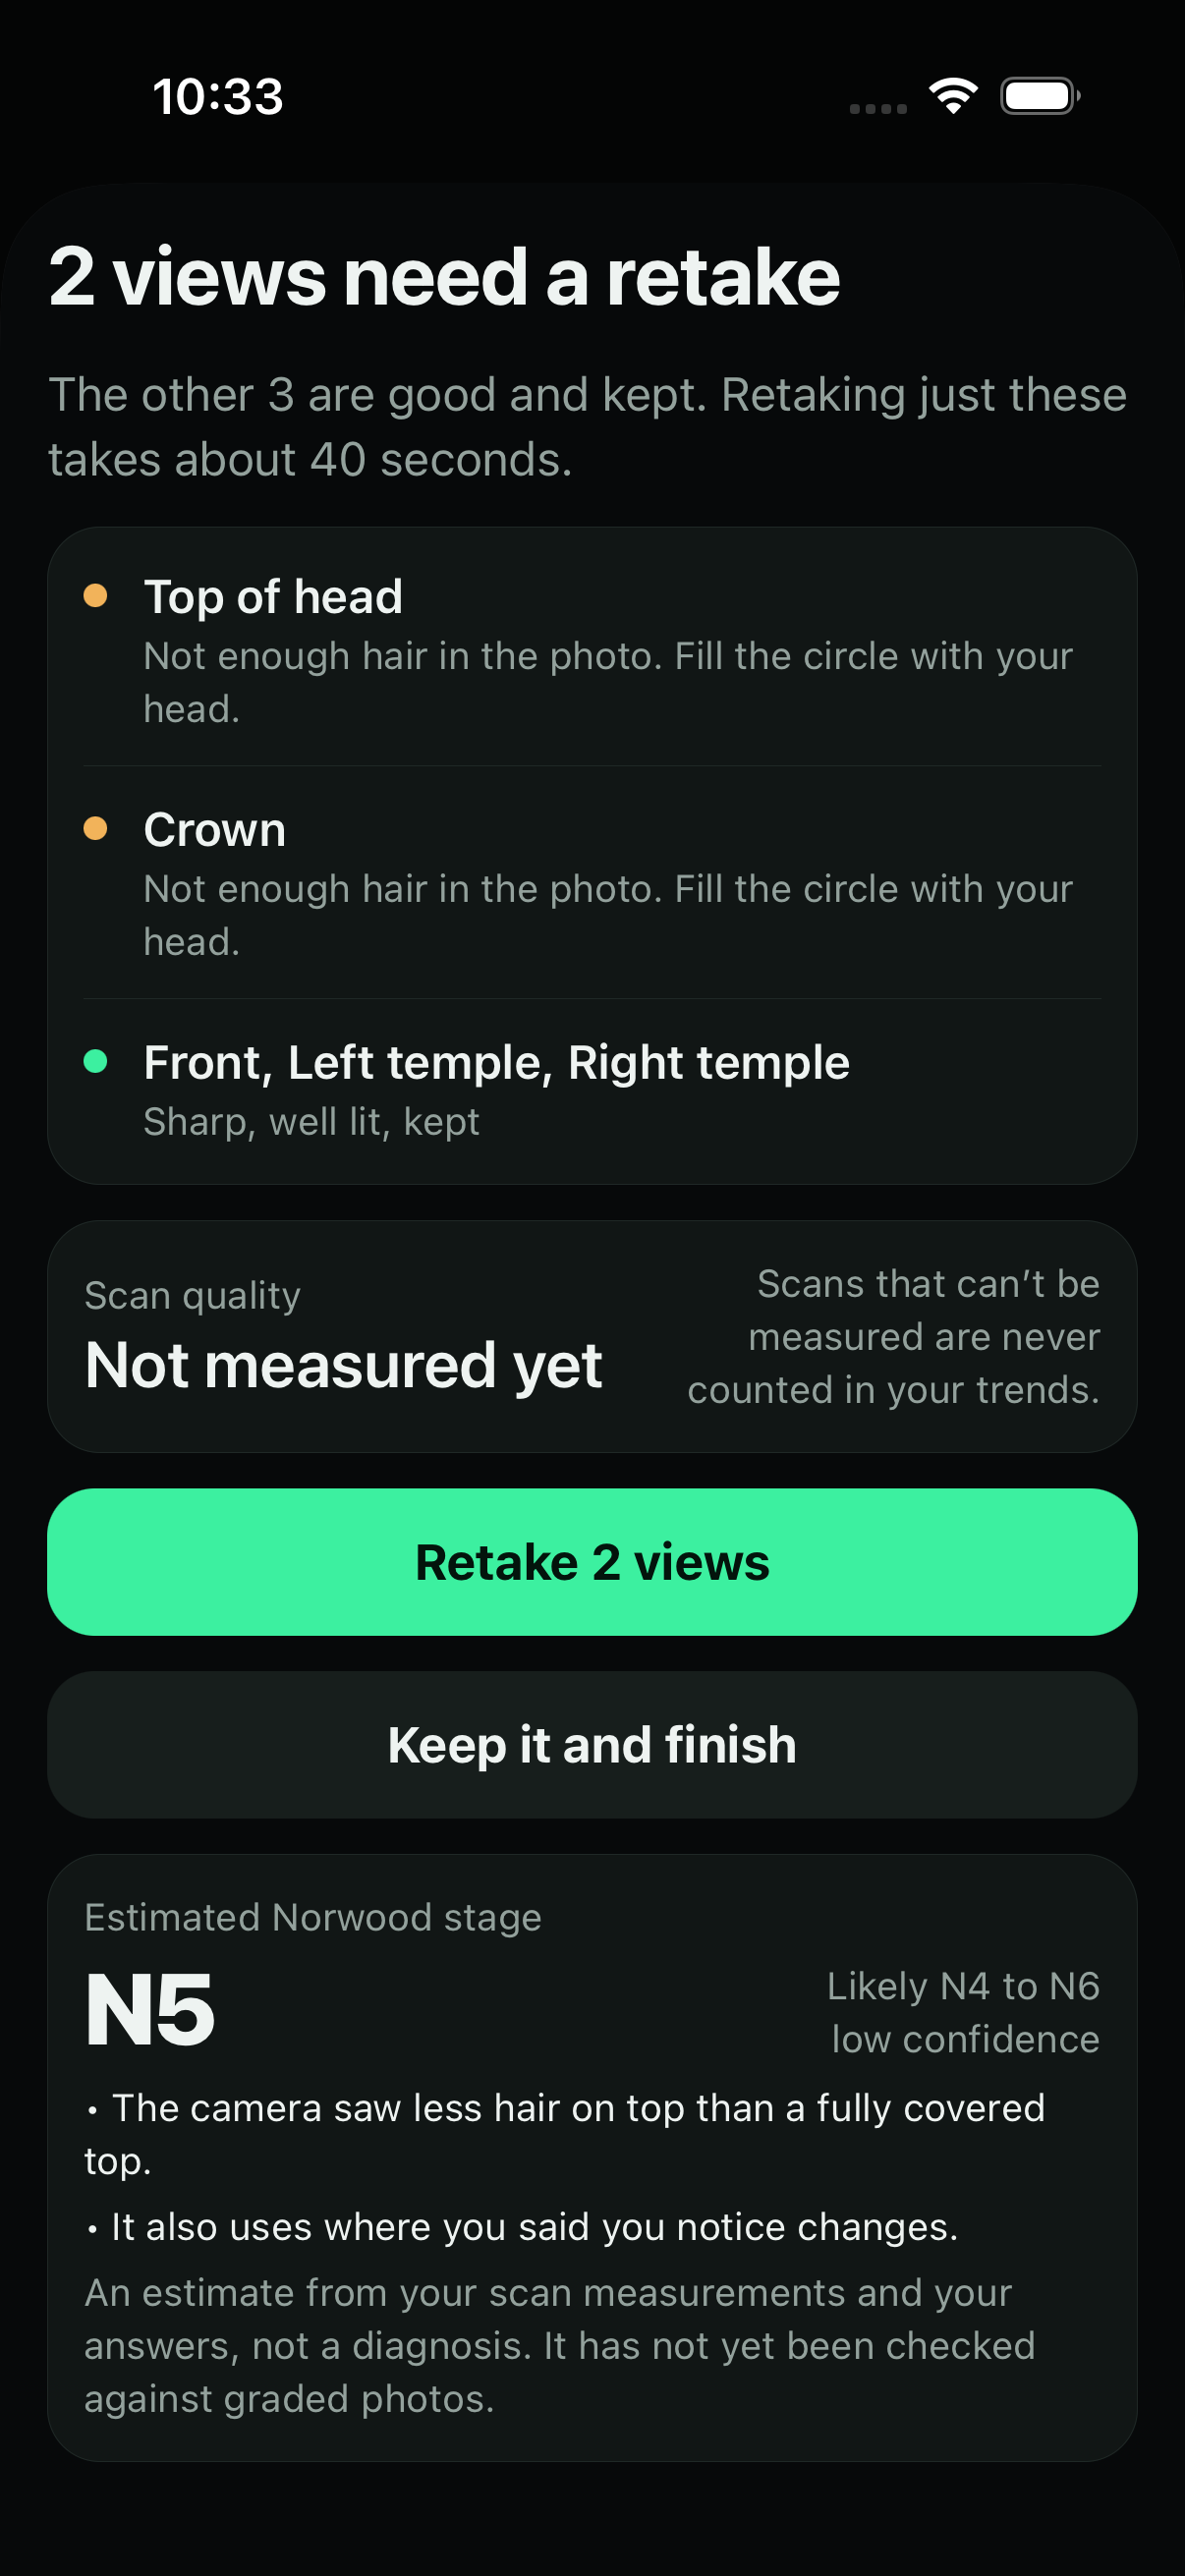 10:33
2 views need a retake
The other 3 are good and kept. Retaking just these
takes about 40 seconds.
Top of head
Not enough hair in the photo. Fill the circle with your
head.
Crown
Not enough hair in the photo. Fill the circle with your
head.
Front, Left temple, Right temple
Sharp, well lit, kept
Scan quality
Not measured yet
Scans that can’t be
measured are never
counted in your trends.
Retake 2 views
Keep it and finish
Estimated Norwood stage
N5
Likely N4 to N6
low confidence
• The camera saw less hair on top than a fully covered
top.
• It also uses where you said you notice changes.
An estimate from your scan measurements and your
answers, not a diagnosis. It has not yet been checked
against graded photos.